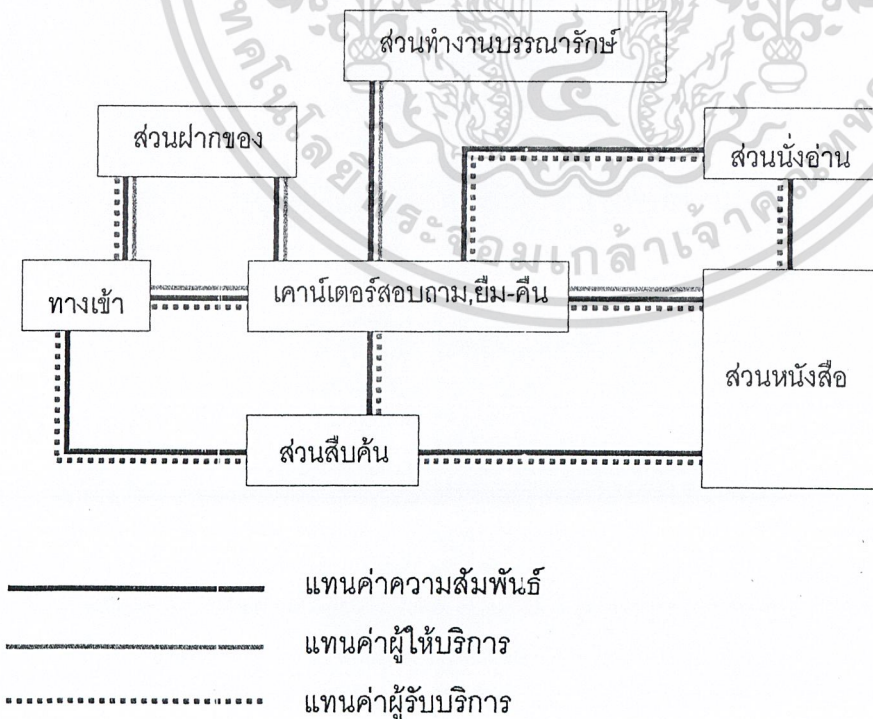 ส่วนทำงานบรรณารักษ์
ส่วนฝากของ
ส่วนนั่งอ่าน
ทางเข้า
เคาน์เตอร์สอบถาม,ยืม-คืน
ส่วนหนังสือ
ส่วนสืบค้น
แทนค่าความสัมพันธ์
แทนค่าผู้ให้บริการ
แทนค่าผู้รับบริการ